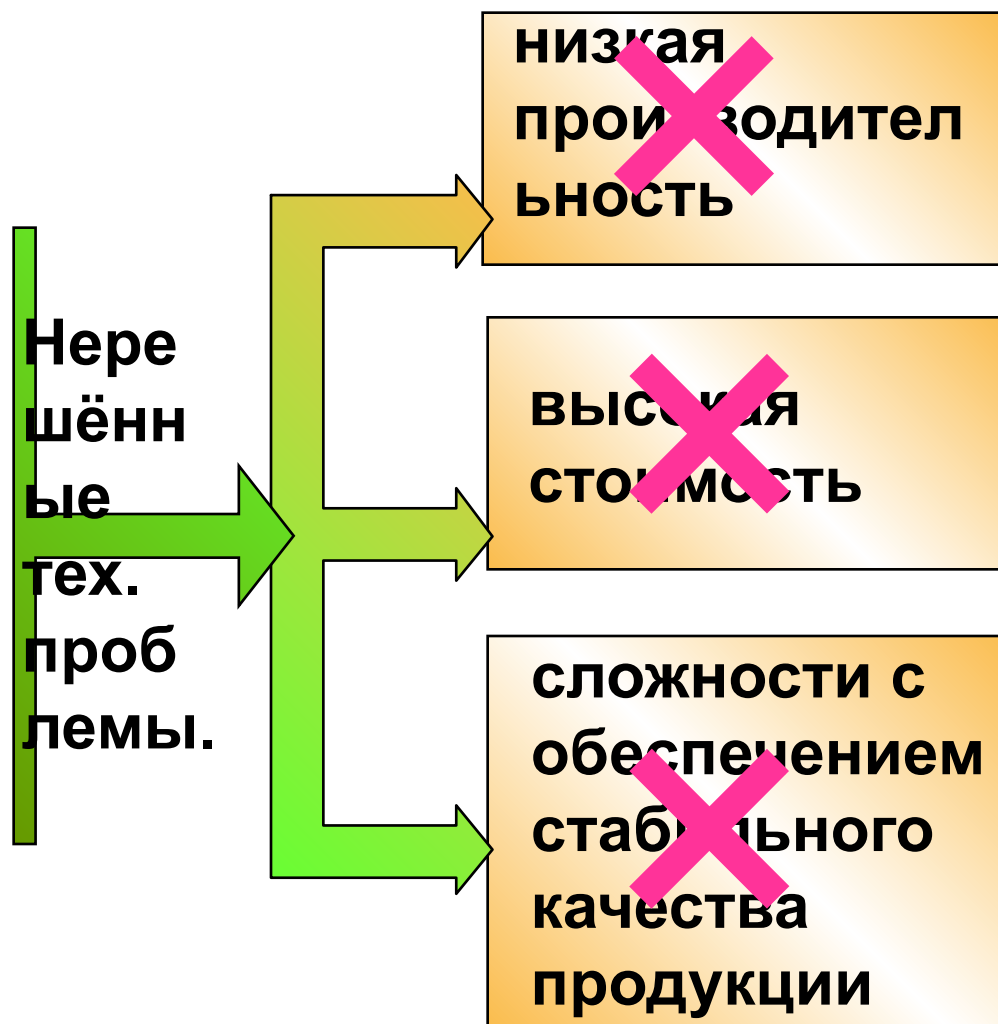 низкая
производител
ьность
Нере
шённ
ые
тех.
проб
лемы.
высокая
стоимость
сложности с
обеспечением
стабильного
качества
продукции